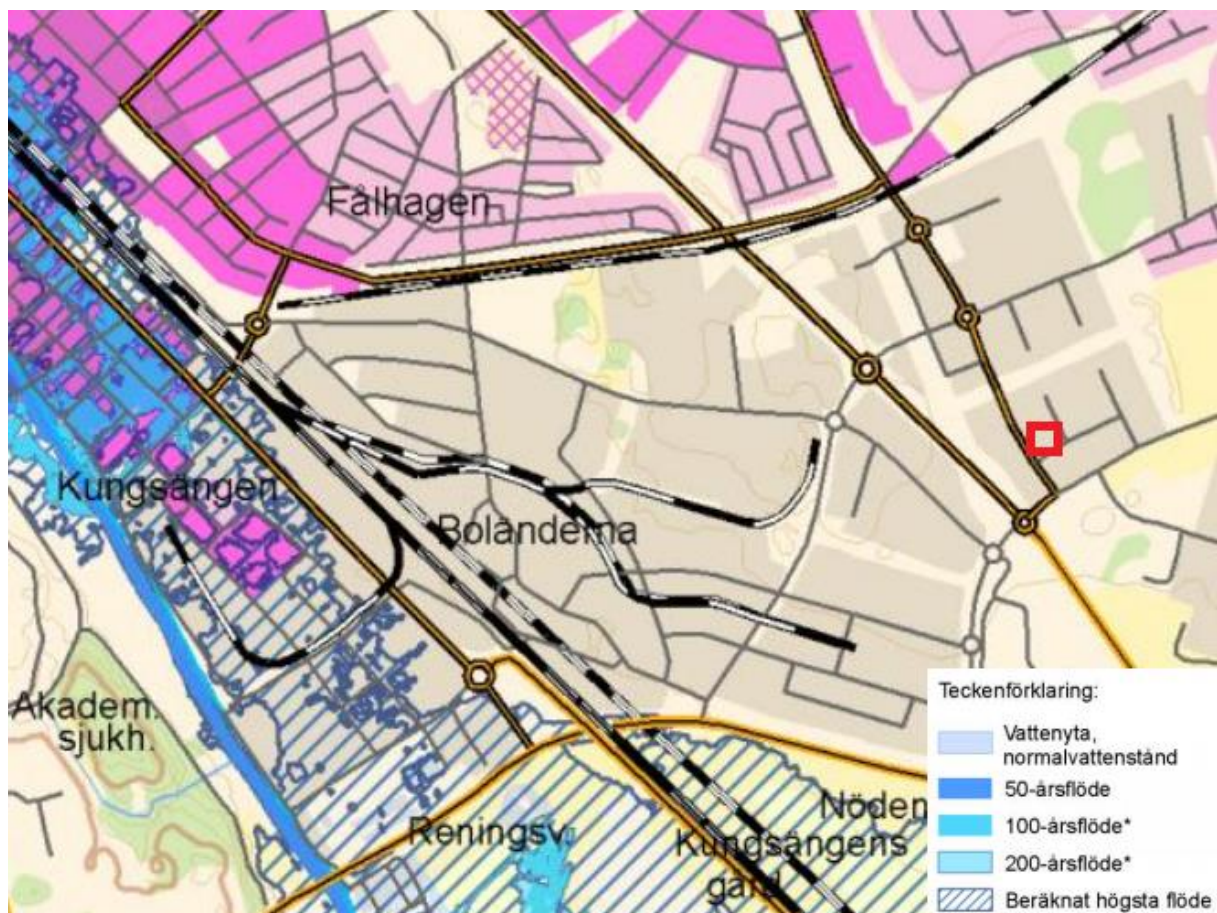 Fålhagen
Kungsängen
Boländerna
Akadem.
sjukh.
Reningsv.
Nöden
Kungsängens
gård
Teckenförklaring:
Vattenyta,
normalvattenstånd
50-årsflöde
100-årsflöde*
200-årsflöde*
Beräknat högsta flöde